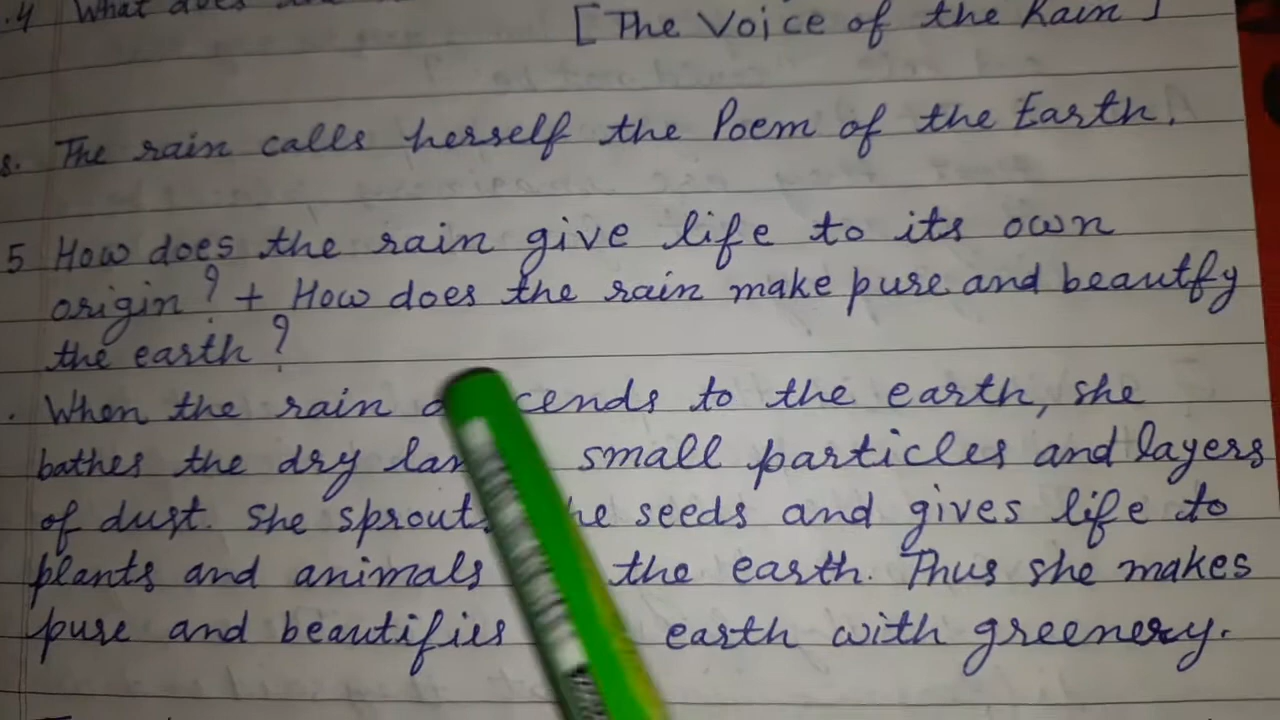 .4 What does
[The Voice of the Rain]
s. The rain calls herself the Poem of the Earth.
5 How does the rain give life to its own
origin? + How does the rain make pure and beautfy
the earth?
. When the rain cends to the earth, she
bathes the dry lan small particles and layers
of dust. She sprout he seeds and gives life to
plants and animals the earth. Thus she makes
pure and beautifies earth with greenery.